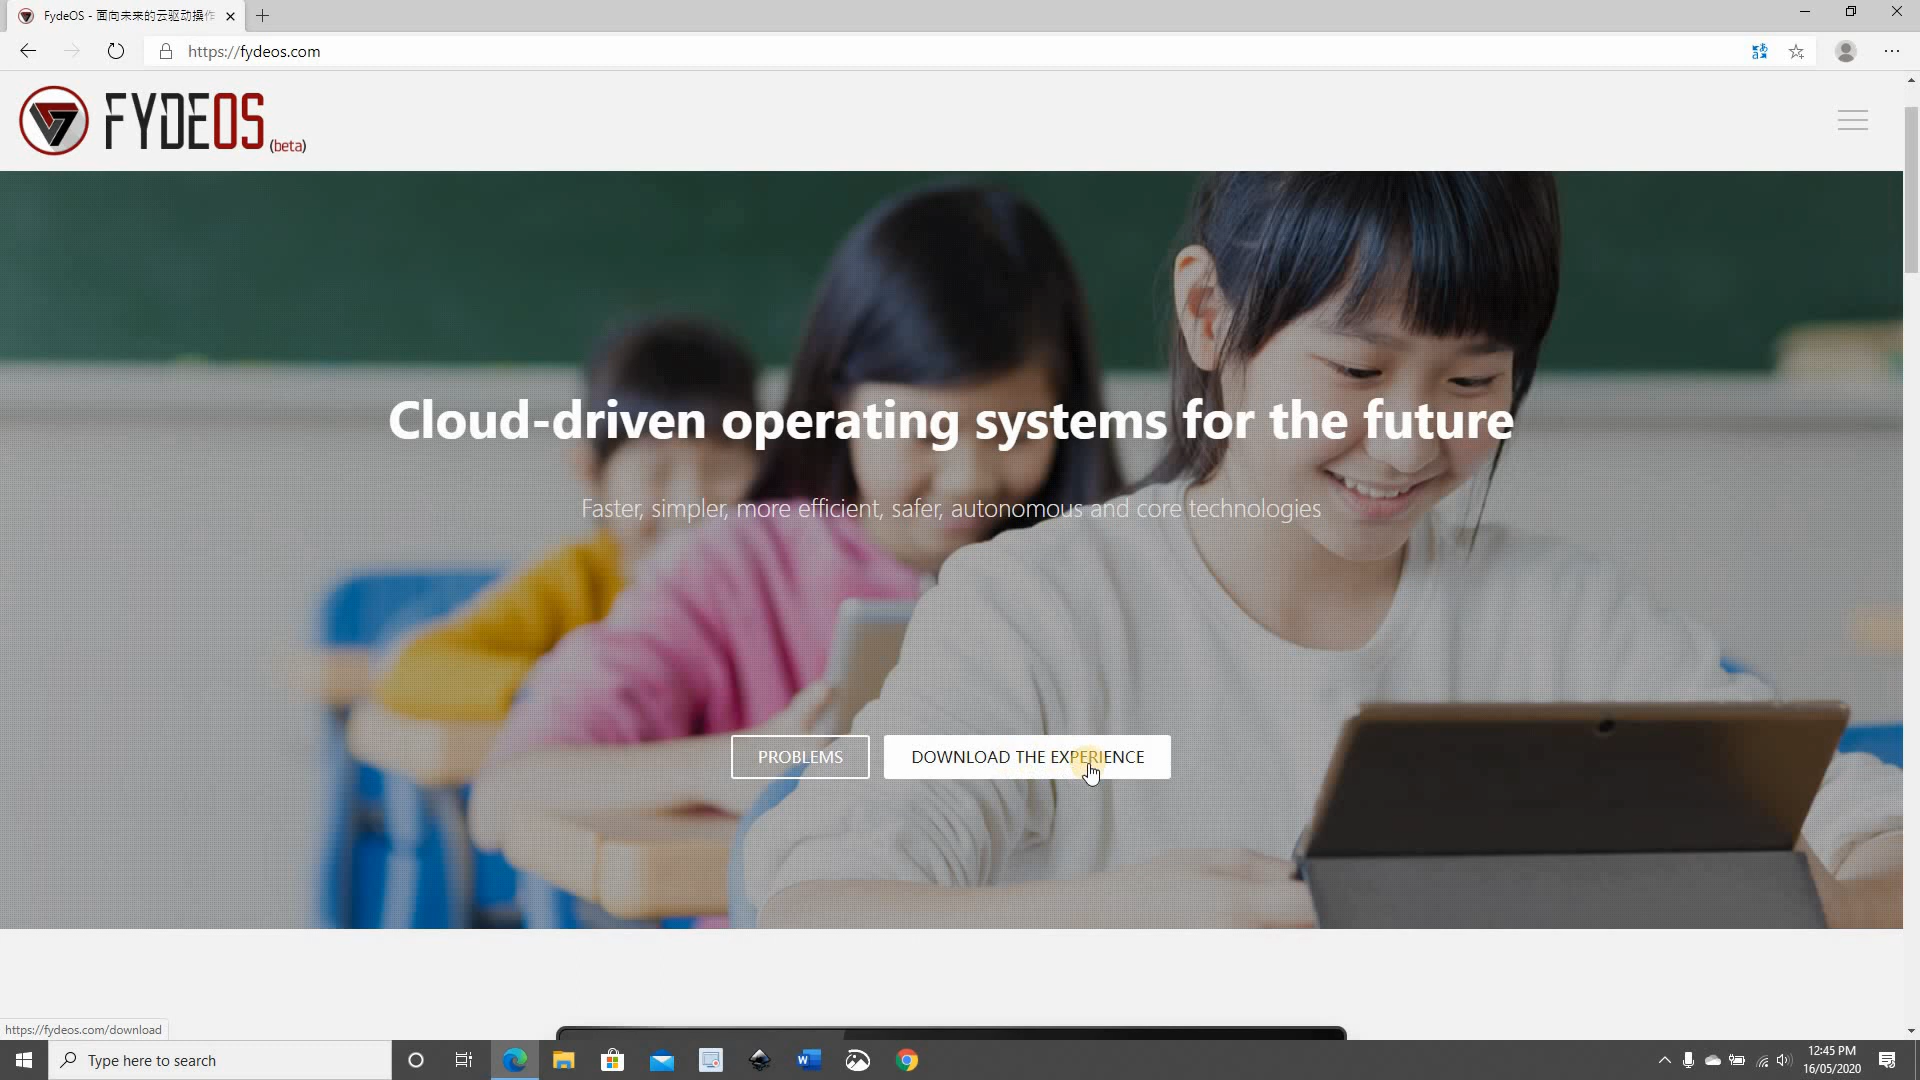 FydeOS - 面向未来的云驱动操作
https://fydeos.com
FYDEOS (beta)
Cloud-driven operating systems for the future
Faster, simpler, more efficient, safer, autonomous and core technologies
PROBLEMS
DOWNLOAD THE EXPERIENCE
https://fydeos.com/download
Type here to search
12:45 PM
16/05/2020